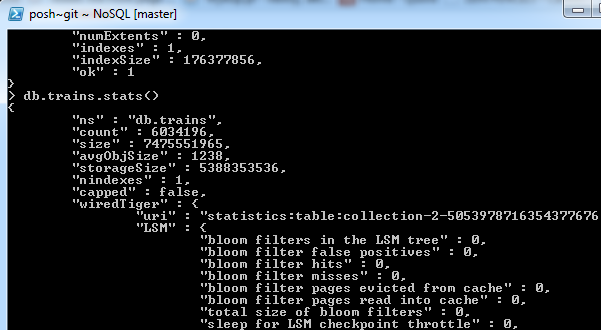 posh~git ~ NoSQL [master]
"numExtents" : 0,
"indexes" : 1,
"indexSize" : 176377856,
"ok" : 1
}
> db.trains.stats()
{
"ns" : "db.trains",
"count" : 6034196,
"size" : 7475551965,
"avgObjSize" : 1238,
"storageSize" : 5388353536,
"nindexes" : 1,
"capped" : false,
"wiredTiger" : {
"uri" : "statistics:table:collection-2-5053978716354377676
"LSM" : {
"bloom filters in the LSM tree" : 0,
"bloom filter false positives" : 0,
"bloom filter hits" : 0,
"bloom filter misses" : 0,
"bloom filter pages evicted from cache" : 0,
"bloom filter pages read into cache" : 0,
"total size of bloom filters" : 0,
"sleep for LSM checkpoint throttle" : 0,